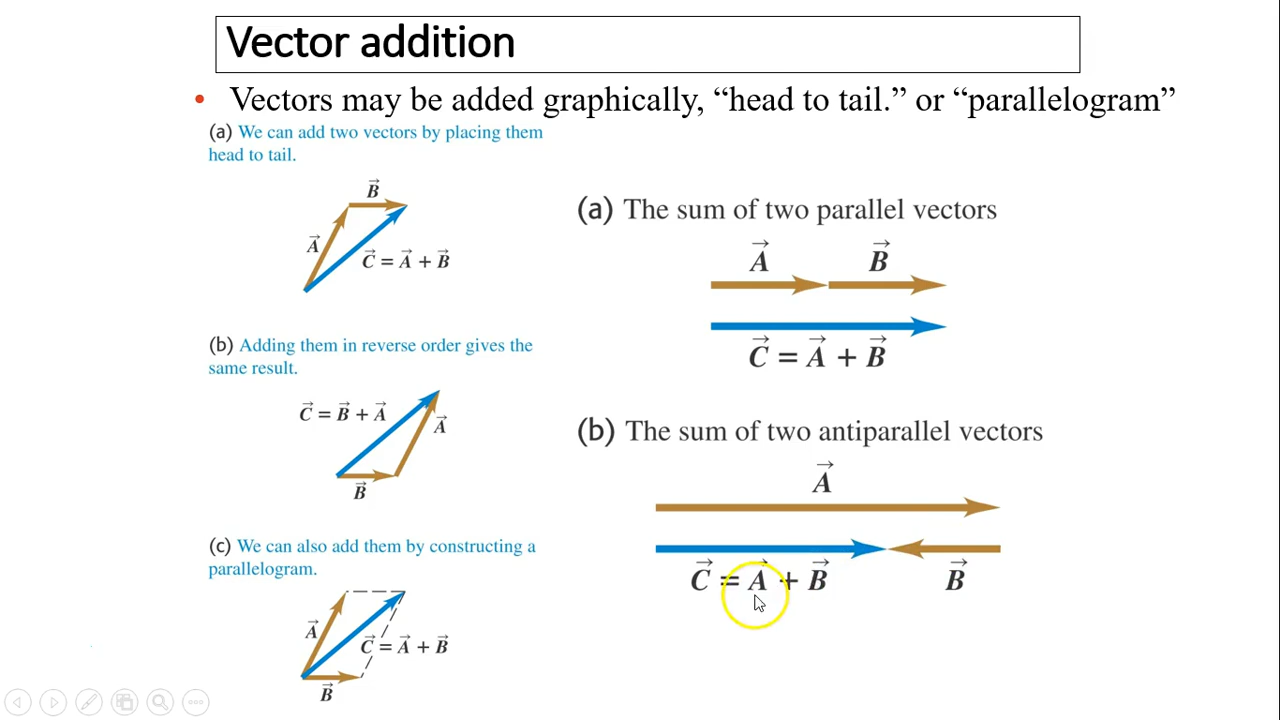 Vector addition
• Vectors may be added graphically, “head to tail.” or “parallelogram”
(a) We can add two vectors by placing them
head to tail.
B⃗
A⃗
C⃗ = A⃗ + B⃗
(b) Adding them in reverse order gives the
same result.
C⃗ = B⃗ + A⃗
A⃗
B⃗
(c) We can also add them by constructing a
parallelogram.
A⃗
C⃗ = A⃗ + B⃗
B⃗
(a) The sum of two parallel vectors
A⃗ B⃗
C⃗ = A⃗ + B⃗
(b) The sum of two antiparallel vectors
A⃗
C⃗ = A⃗ + B⃗ B⃗